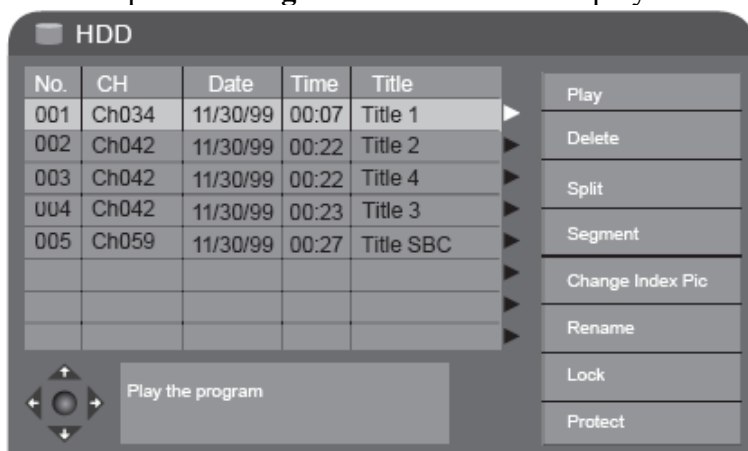 HDD
No. CH Date Time Title
001 Ch034 11/30/99 00:07 Title 1
002 Ch042 11/30/99 00:22 Title 2
003 Ch042 11/30/99 00:22 Title 4
004 Ch042 11/30/99 00:23 Title 3
005 Ch059 11/30/99 00:27 Title SBC
Play
Delete
Split
Segment
Change Index Pic
Rename
Lock
Protect
Play the program